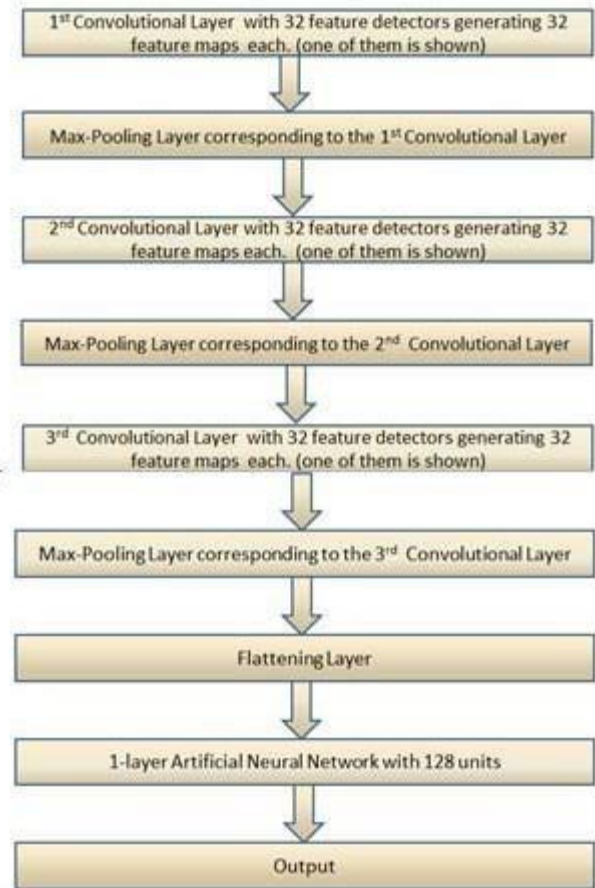 1st Convolutional Layer with 32 feature detectors generating 32
feature maps each. (one of them is shown)
Max-Pooling Layer corresponding to the 1st Convolutional Layer
2nd Convolutional Layer with 32 feature detectors generating 32
feature maps each. (one of them is shown)
Max-Pooling Layer corresponding to the 2nd Convolutional Layer
3rd Convolutional Layer with 32 feature detectors generating 32
feature maps each. (one of them is shown)
Max-Pooling Layer corresponding to the 3rd Convolutional Layer
Flattening Layer
1-layer Artificial Neural Network with 128 units
Output